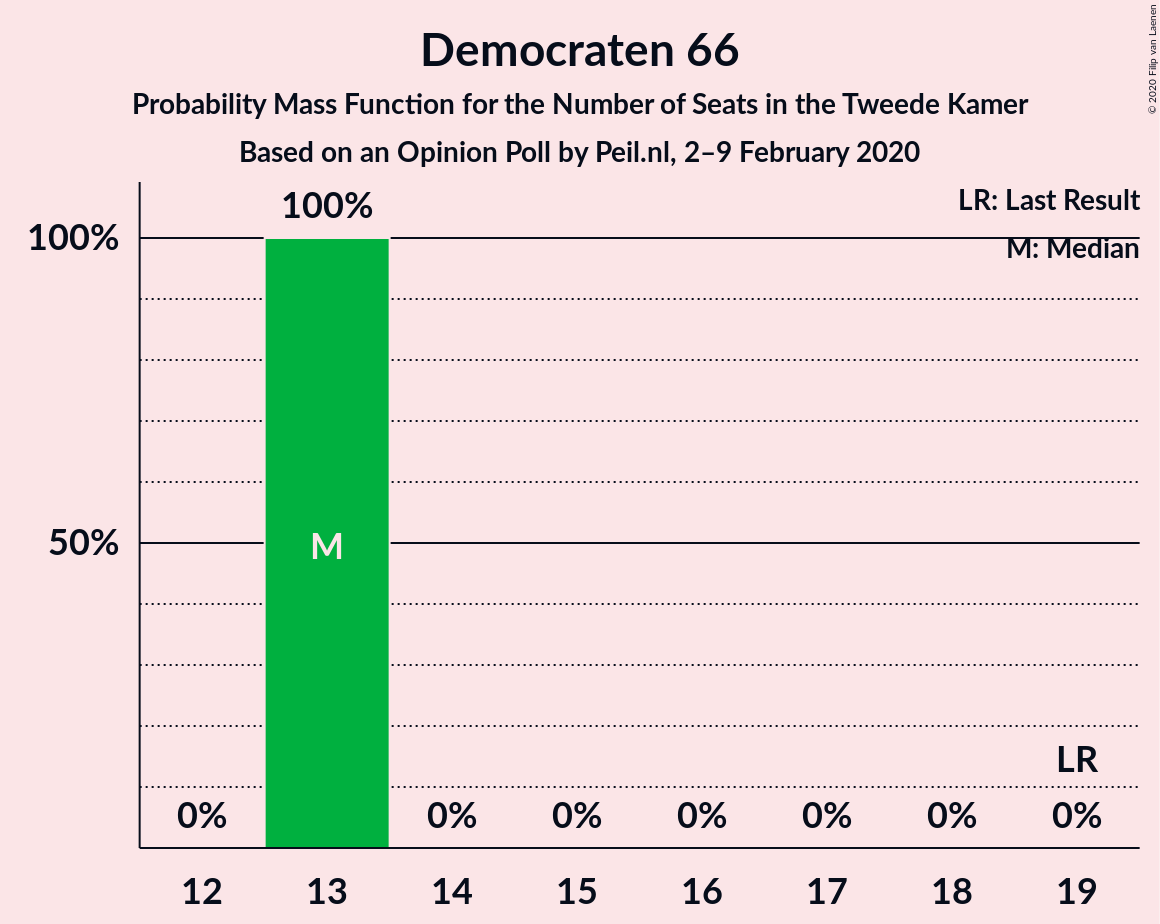 Democraten 66
Probability Mass Function for the Number of Seats in the Tweede Kamer
Based on an Opinion Poll by Peil.nl, 2–9 February 2020
© 2020 Filip van Laenen
LR: Last Result
M: Median
100%
100%
50%
M
LR
0% 0% 0% 0% 0% 0% 0%
12 13 14 15 16 17 18 19